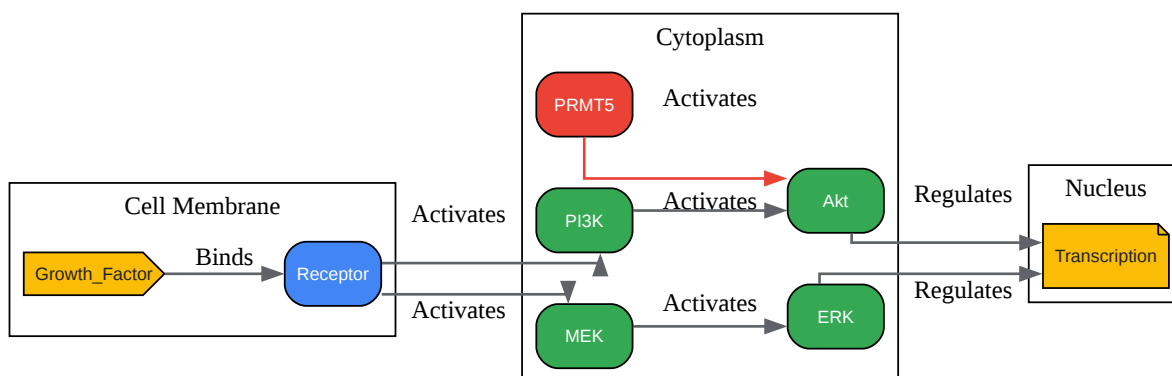 Cytoplasm
PRMT5
Activates
Cell Membrane
Growth_Factor
Binds
Receptor
Activates
Activates
PI3K
Activates
Akt
MEK
Activates
ERK
Regulates
Regulates
Nucleus
Transcription